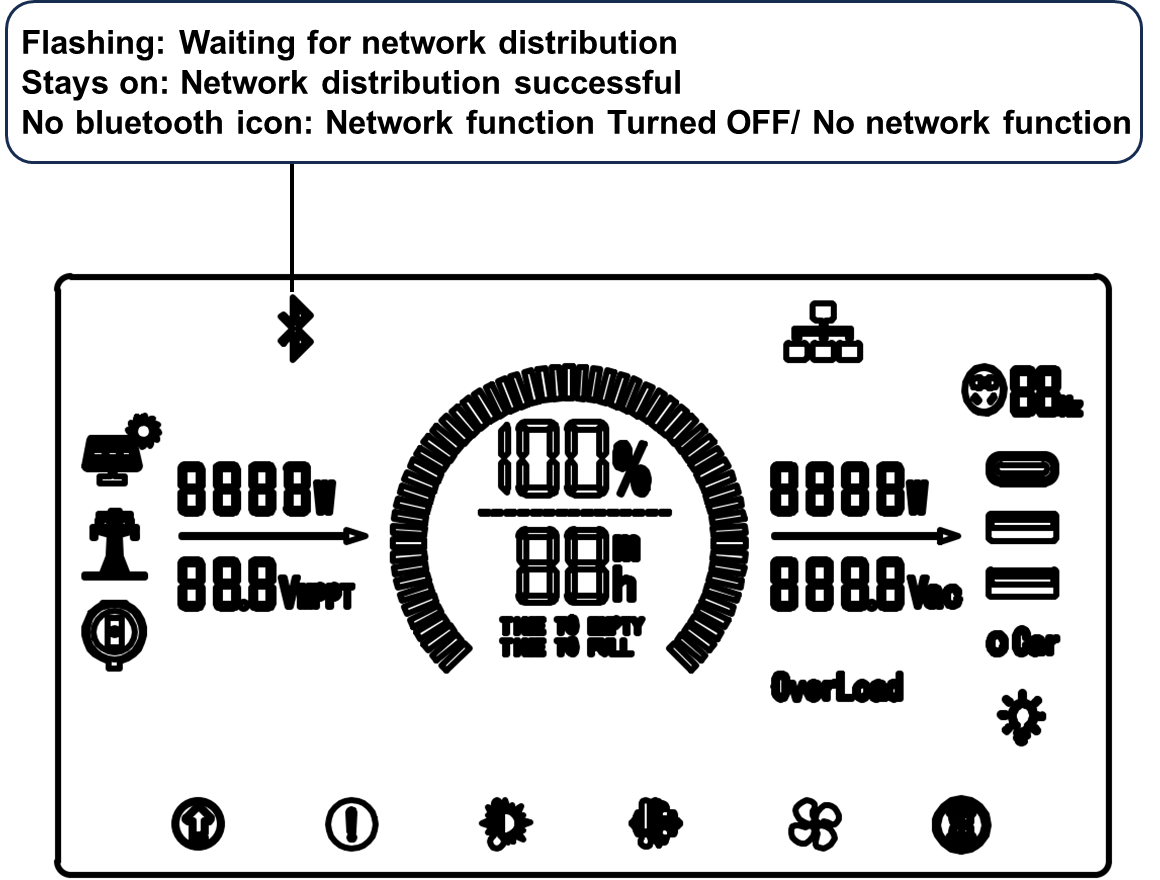 Flashing: Waiting for network distribution
Stays on: Network distribution successful
No bluetooth icon: Network function Turned OFF/ No network function
88Hz
100%
8888W
8888W
88.8VMPPT
88m
h
888.8Vac
TIME TO EMPTY
TIME TO FULL
Car
OverLoad